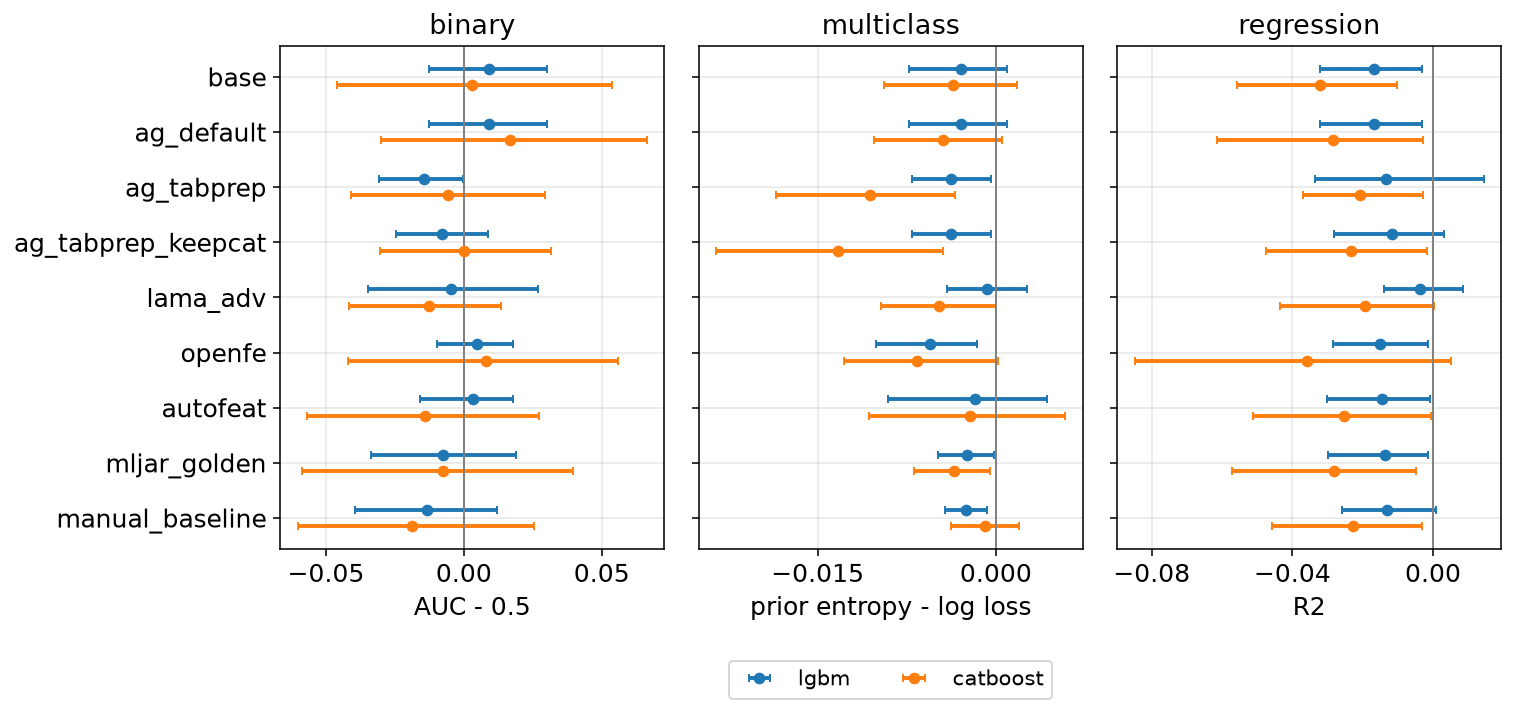 binary
multiclass
regression
base
ag_default
ag_tabprep
ag_tabprep_keepcat
lama_adv
openfe
autofeat
mljar_golden
manual_baseline
−0.05 0.00 0.05
−0.015 0.000
−0.08 −0.04 0.00
AUC - 0.5
prior entropy - log loss
R2
lgbm
catboost